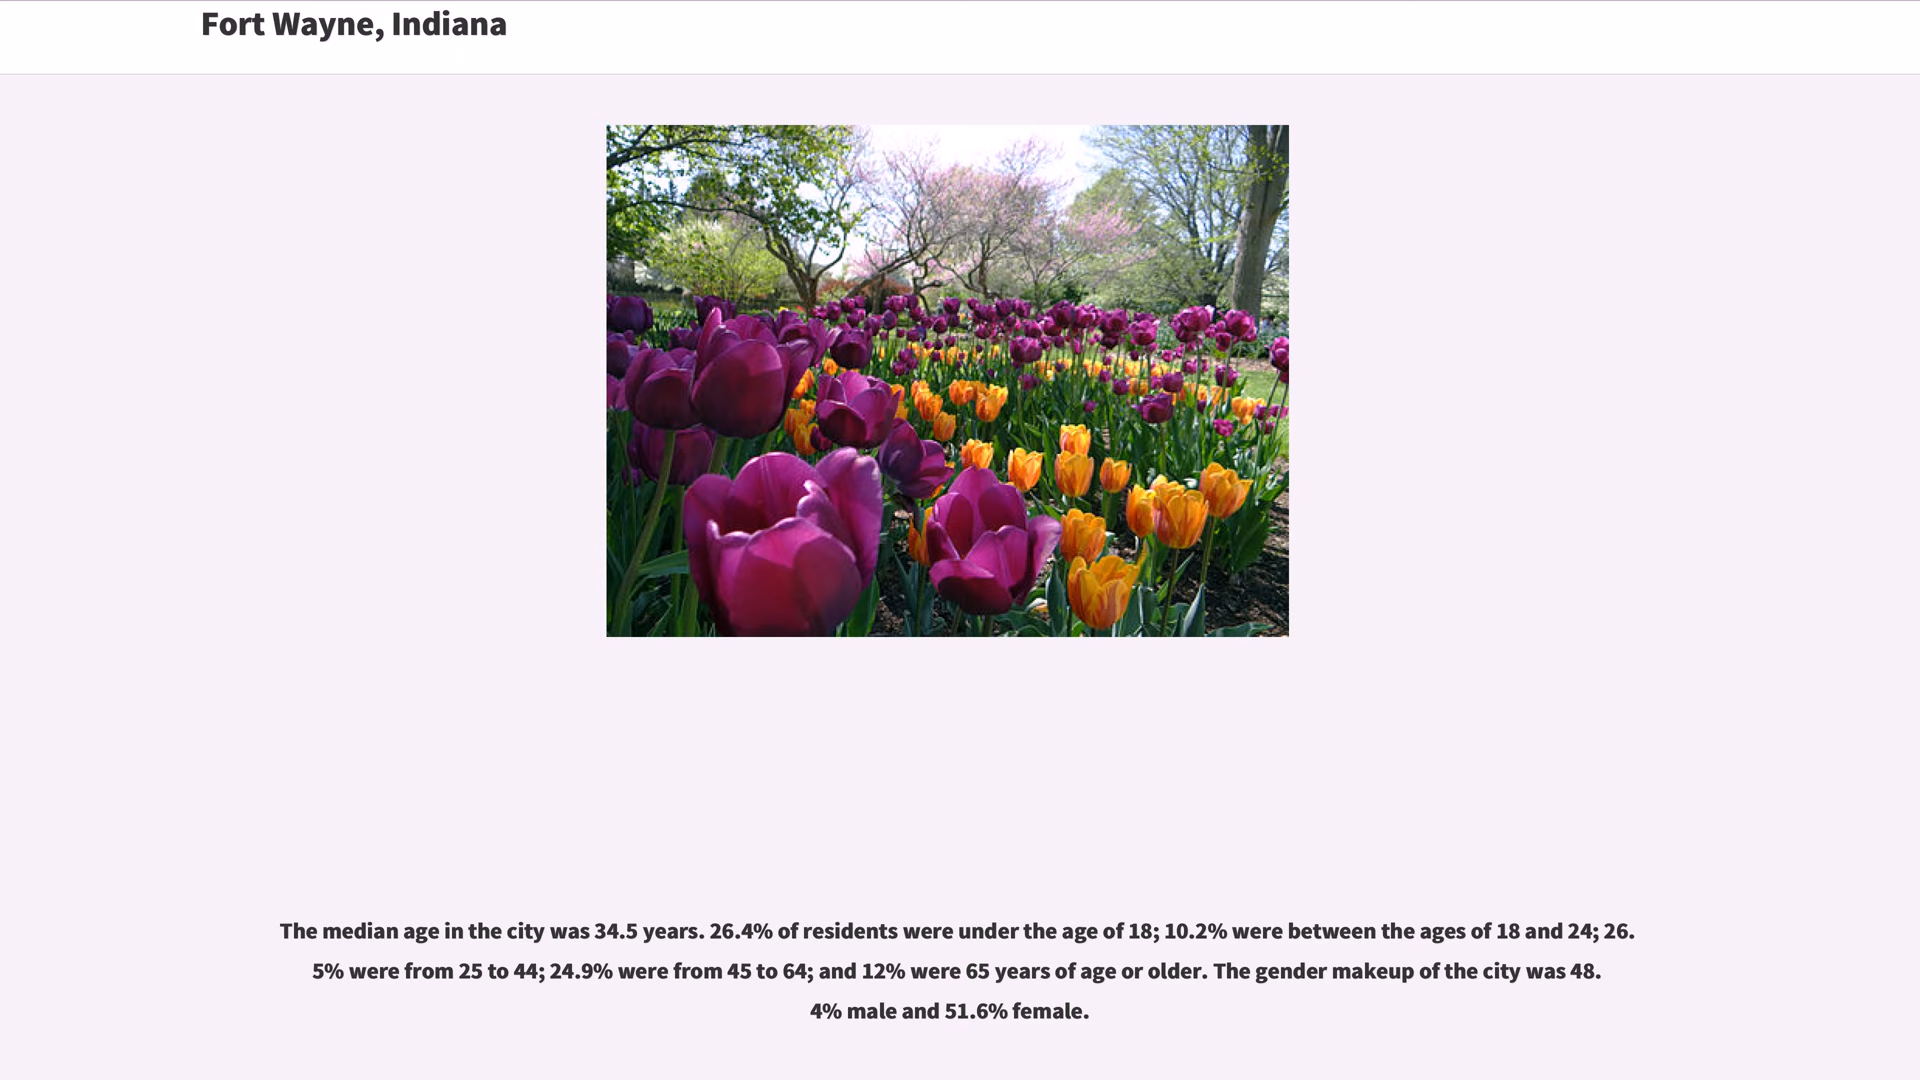 Fort Wayne, Indiana
The median age in the city was 34.5 years. 26.4% of residents were under the age of 18; 10.2% were between the ages of 18 and 24; 26.
5% were from 25 to 44; 24.9% were from 45 to 64; and 12% were 65 years of age or older. The gender makeup of the city was 48.
4% male and 51.6% female.